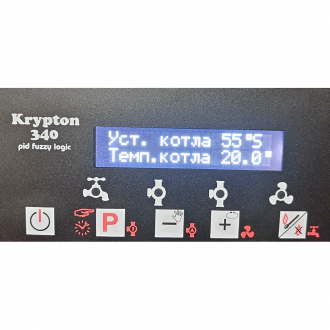 Krypton
340
pid fuzzy logic
Уст. котла 55°S
Темп.котла 20.0°
P